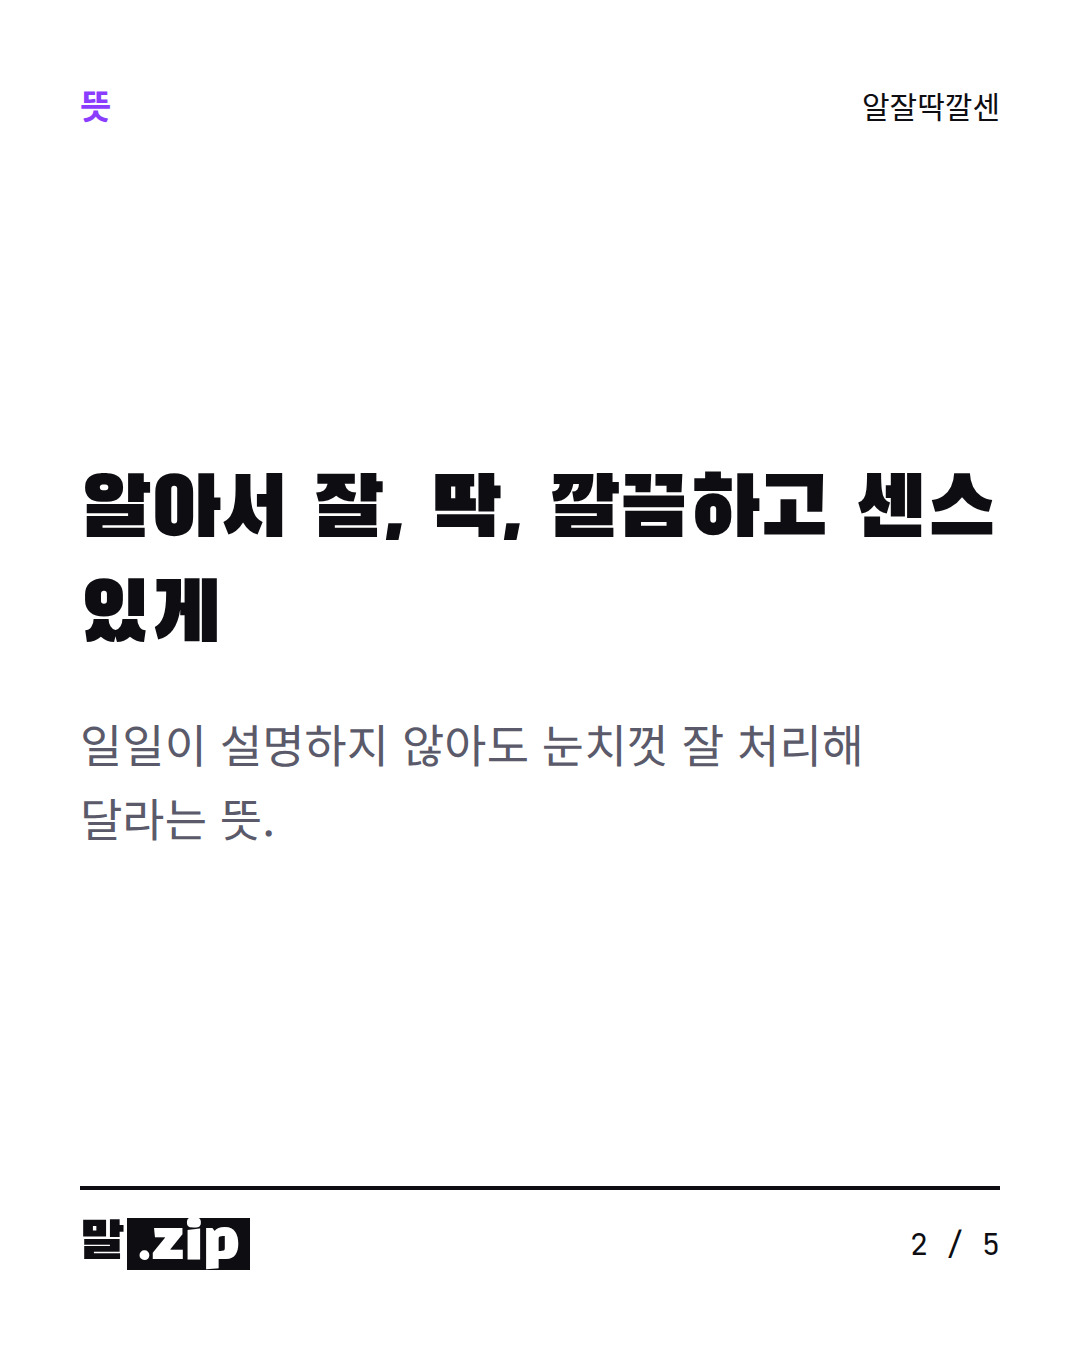 뜻
알잘딱깔센
알아서 잘, 딱, 깔끔하고 센스
있게
일일이 설명하지 않아도 눈치껏 잘 처리해
달라는 뜻.
말.zip
2 / 5